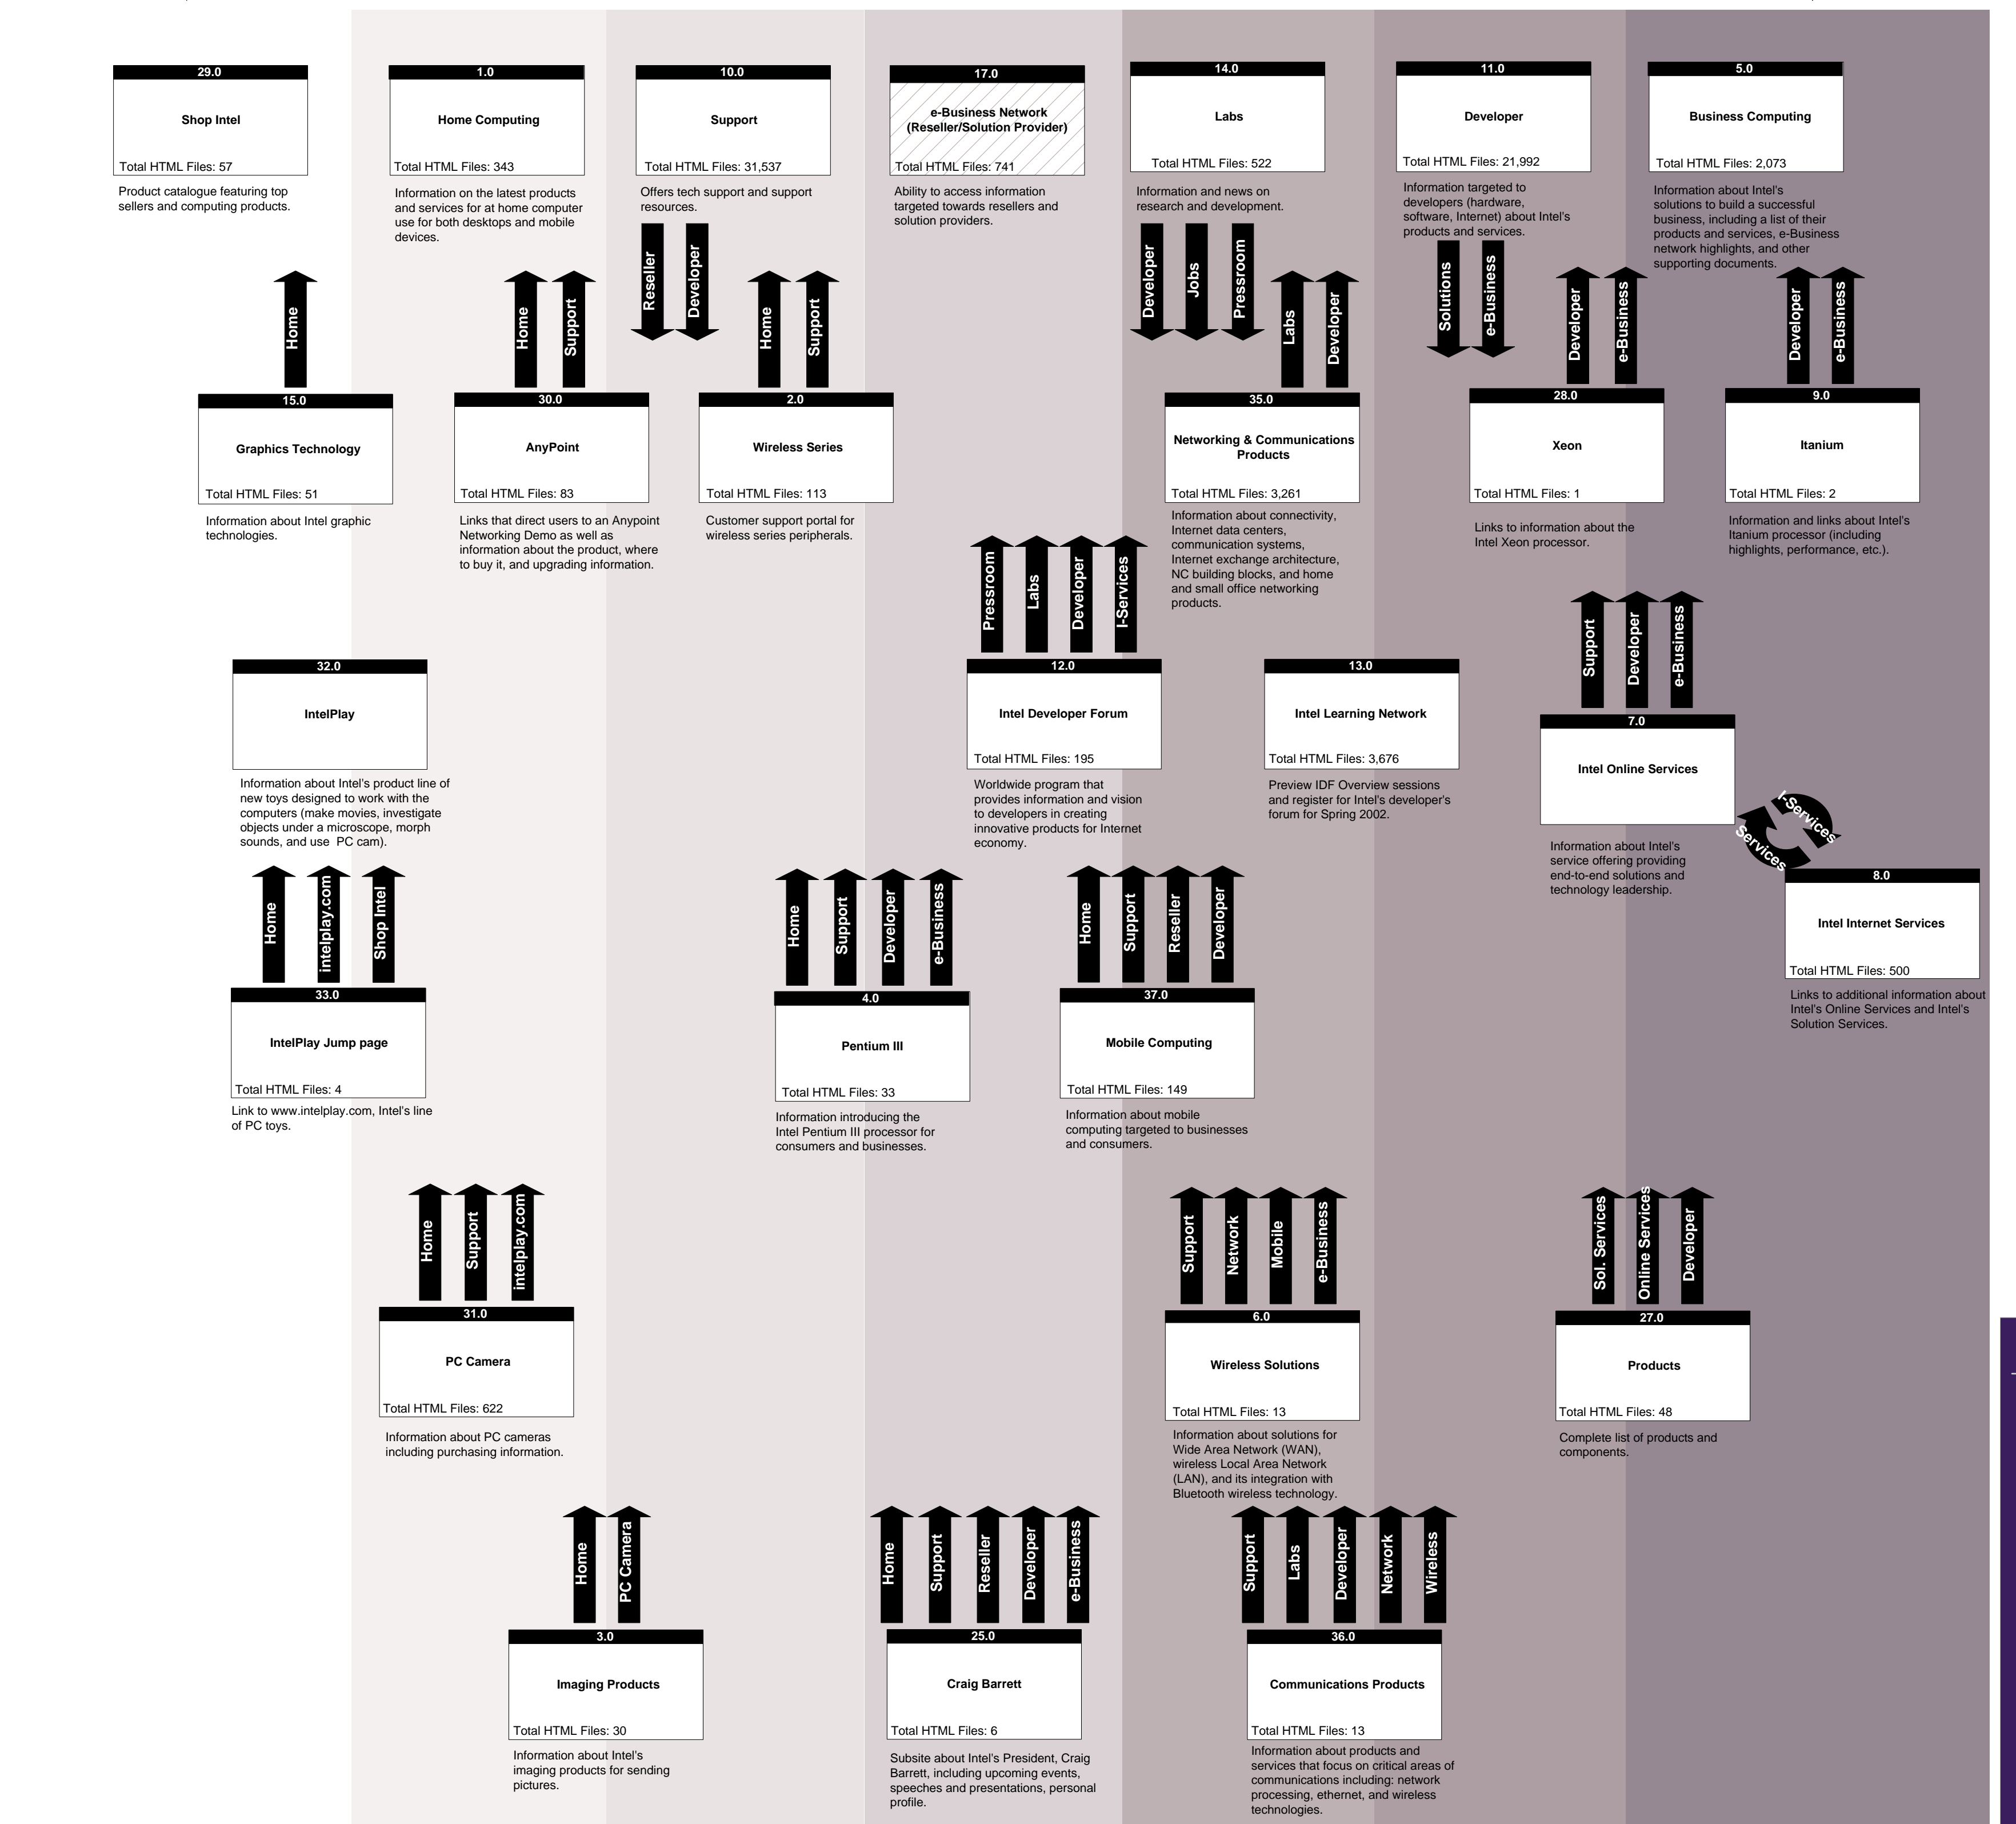 29.0
Shop Intel
Total HTML Files: 57
Product catalogue featuring top
sellers and computing products.
1.0
Home Computing
Total HTML Files: 343
Information on the latest products
and services for at home computer
use for both desktops and mobile
devices.
10.0
Support
Total HTML Files: 31,537
Offers tech support and support
resources.
17.0
e-Business Network
(Reseller/Solution Provider)
Total HTML Files: 741
Ability to access information
targeted towards resellers and
solution providers.
14.0
Labs
Total HTML Files: 522
Information and news on
research and development.
11.0
Developer
Total HTML Files: 21,992
Information targeted to
developers (hardware,
software, Internet) about Intel's
products and services.
5.0
Business Computing
Total HTML Files: 2,073
Information about Intel's
solutions to build a successful
business, including a list of their
products and services, e-Business
network highlights, and other
supporting documents.
Reseller
Developer
Developer
Jobs
Pressroom
Solutions
e-Business
Home
15.0
Graphics Technology
Total HTML Files: 51
Information about Intel graphic
technologies.
Home
Support
30.0
AnyPoint
Total HTML Files: 83
Links that direct users to an Anypoint
Networking Demo as well as
information about the product, where
to buy it, and upgrading information.
Home
Support
2.0
Wireless Series
Total HTML Files: 113
Customer support portal for
wireless series peripherals.
Labs
Developer
35.0
Networking & Communications
Products
Total HTML Files: 3,261
Information about connectivity,
Internet data centers,
communication systems,
Internet exchange architecture,
NC building blocks, and home
and small office networking
products.
Developer
e-Business
28.0
Xeon
Total HTML Files: 1
Links to information about the
Intel Xeon processor.
Developer
e-Business
9.0
Itanium
Total HTML Files: 2
Information and links about Intel's
Itanium processor (including
highlights, performance, etc.).
32.0
IntelPlay
Information about Intel's product line of
new toys designed to work with the
computers (make movies, investigate
objects under a microscope, morph
sounds, and use PC cam).
Pressroom
Labs
Developer
I-Services
12.0
Intel Developer Forum
Total HTML Files: 195
Worldwide program that
provides information and vision
to developers in creating
innovative products for Internet
economy.
13.0
Intel Learning Network
Total HTML Files: 3,676
Preview IDF Overview sessions
and register for Intel's developer's
forum for Spring 2002.
Support
Developer
e-Business
7.0
Intel Online Services
Information about Intel's
service offering providing
end-to-end solutions and
technology leadership.
I-Services
Services
8.0
Intel Internet Services
Total HTML Files: 500
Links to additional information about
Intel's Online Services and Intel's
Solution Services.
Home
intelplay.com
Shop Intel
33.0
IntelPlay Jump page
Total HTML Files: 4
Link to www.intelplay.com, Intel's line
of PC toys.
Home
Support
Developer
e-Business
4.0
Pentium III
Total HTML Files: 33
Information introducing the
Intel Pentium III processor for
consumers and businesses.
Home
Support
Reseller
Developer
37.0
Mobile Computing
Total HTML Files: 149
Information about mobile
computing targeted to businesses
and consumers.
Home
Support
intelplay.com
31.0
PC Camera
Total HTML Files: 622
Information about PC cameras
including purchasing information.
Support
Network
Mobile
e-Business
6.0
Wireless Solutions
Total HTML Files: 13
Information about solutions for
Wide Area Network (WAN),
wireless Local Area Network
(LAN), and its integration with
Bluetooth wireless technology.
Sol. Services
Online Services
Developer
27.0
Products
Total HTML Files: 48
Complete list of products and
components.
Home
PC Camera
3.0
Imaging Products
Total HTML Files: 30
Information about Intel's
imaging products for sending
pictures.
Home
Support
Reseller
Developer
e-Business
25.0
Craig Barrett
Total HTML Files: 6
Subsite about Intel's President, Craig
Barrett, including upcoming events,
speeches and presentations, personal
profile.
Support
Labs
Developer
Network
Wireless
36.0
Communications Products
Total HTML Files: 13
Information about products and
services that focus on critical areas of
communications including: network
processing, ethernet, and wireless
technologies.